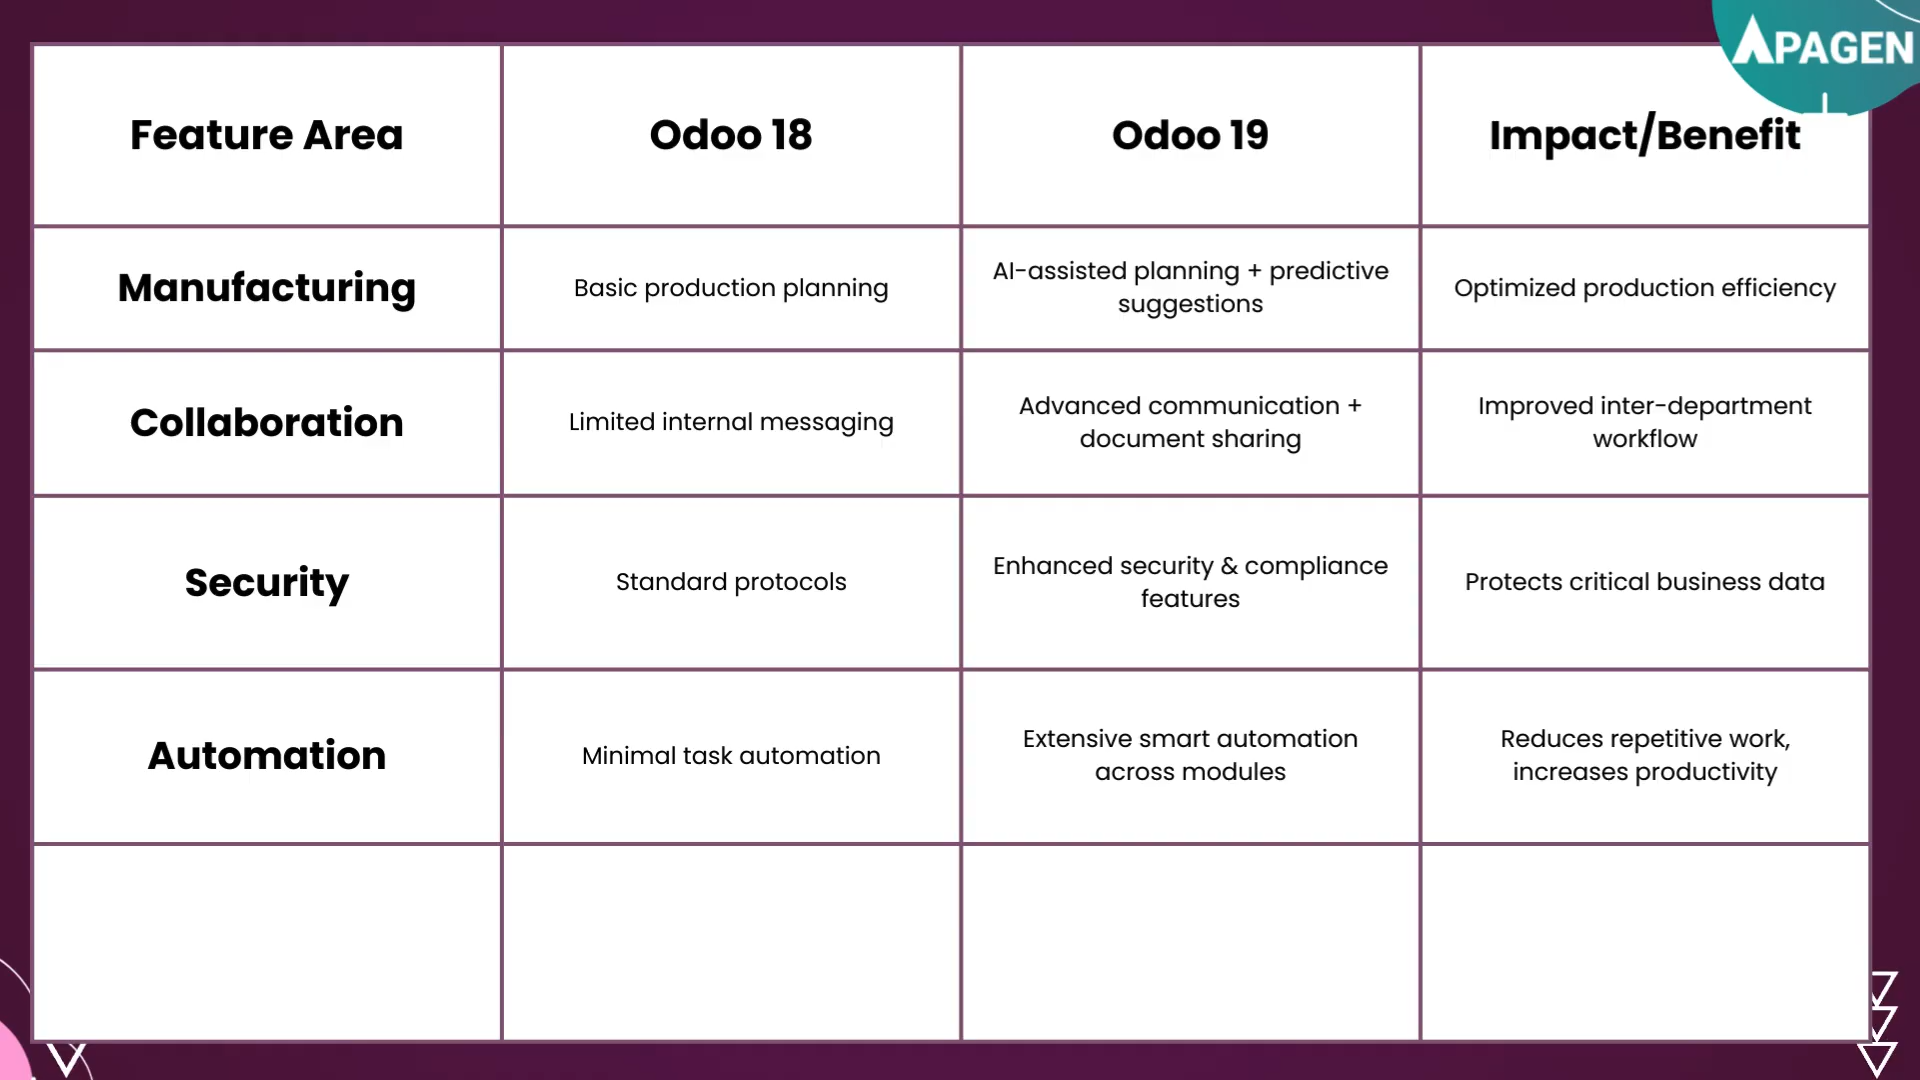 APAGEN
Feature Area
Odoo 18
Odoo 19
Impact/Benefit
Manufacturing
Basic production planning
AI-assisted planning + predictive
suggestions
Optimized production efficiency
Collaboration
Limited internal messaging
Advanced communication +
document sharing
Improved inter-department
workflow
Security
Standard protocols
Enhanced security & compliance
features
Protects critical business data
Automation
Minimal task automation
Extensive smart automation
across modules
Reduces repetitive work,
increases productivity